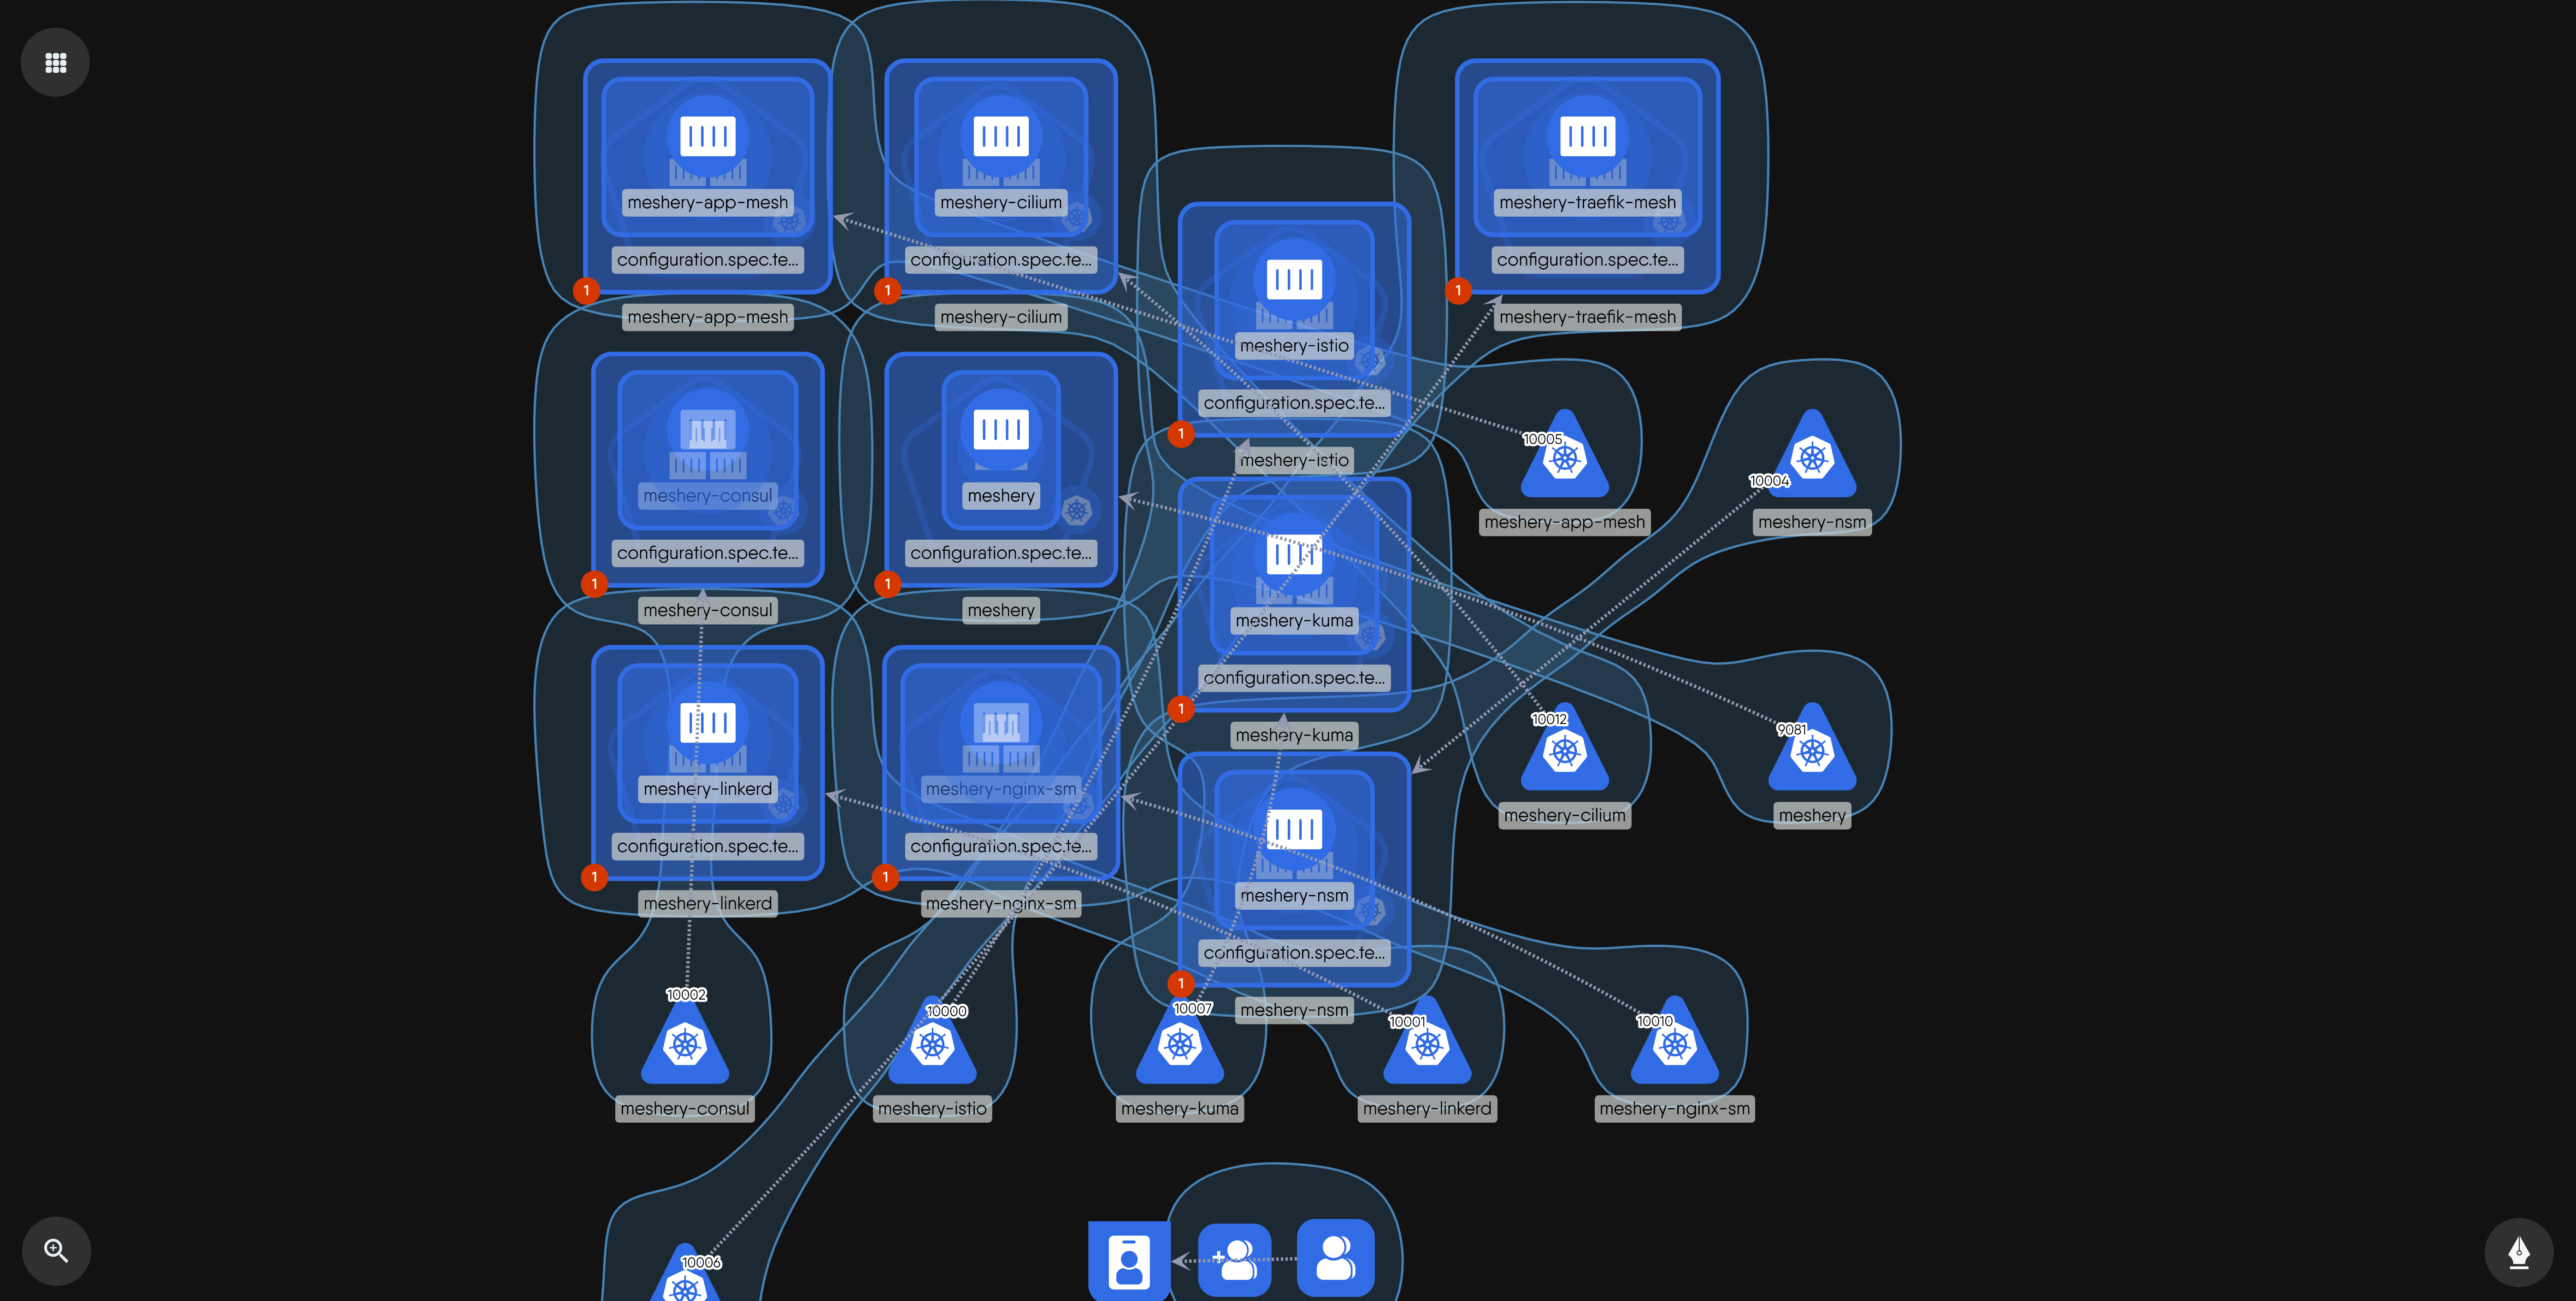 meshery-app-mesh
configuration.spec.te...
1
meshery-app-mesh
meshery-cilium
configuration.spec.te...
1
meshery-cilium
meshery-istio
configuration.spec.te...
1
meshery-istio
meshery-traefik-mesh
configuration.spec.te...
1
meshery-traefik-mesh
meshery-consul
configuration.spec.te...
1
meshery-consul
meshery
configuration.spec.te...
1
meshery
meshery-kuma
configuration.spec.te...
1
meshery-kuma
10005
meshery-app-mesh
10004
meshery-nsm
meshery-linkerd
configuration.spec.te...
1
meshery-linkerd
meshery-nginx-sm
configuration.spec.te...
1
meshery-nginx-sm
meshery-nsm
configuration.spec.te...
1
meshery-nsm
10012
meshery-cilium
9081
meshery
10002
meshery-consul
10000
meshery-istio
10007
meshery-kuma
10001
meshery-linkerd
10010
meshery-nginx-sm
10006